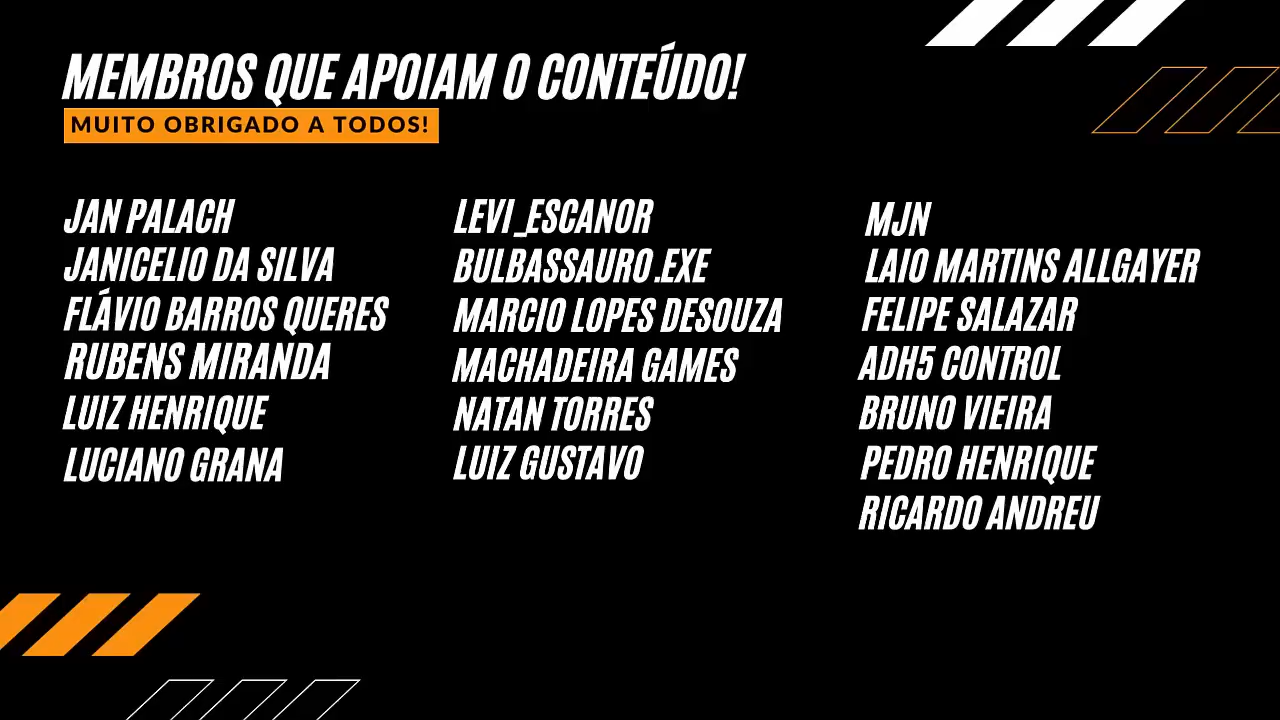 MEMBROS QUE APOIAM O CONTEÚDO!
MUITO OBRIGADO A TODOS!
JAN PALACH
JANICELIO DA SILVA
FLÁVIO BARROS QUERES
RUBENS MIRANDA
LUIZ HENRIQUE
LUCIANO GRANA
LEVI_ESCANOR
BULBASSAURO.EXE
MARCIO LOPES DESOUZA
MACHADEIRA GAMES
NATAN TORRES
LUIZ GUSTAVO
MJN
LAIO MARTINS ALLGAYER
FELIPE SALAZAR
ADH5 CONTROL
BRUNO VIEIRA
PEDRO HENRIQUE
RICARDO ANDREU